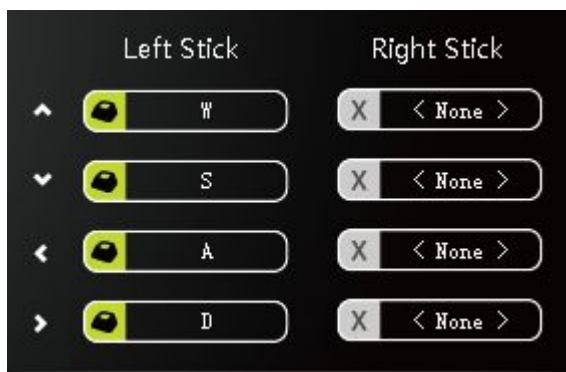 Left Stick Right Stick
W X < None >
S X < None >
A X < None >
D X < None >